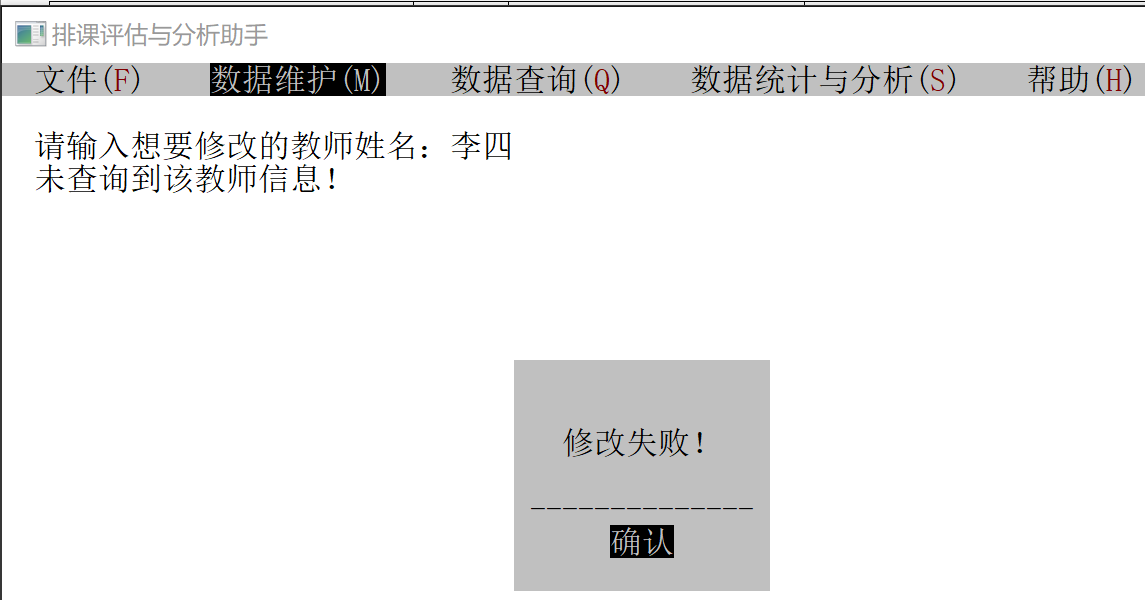 排课评估与分析助手
文件(F) 数据维护(M) 数据查询(Q) 数据统计与分析(S) 帮助(H)
请输入想要修改的教师姓名：李四
未查询到该教师信息！
修改失败！
--------------
确认